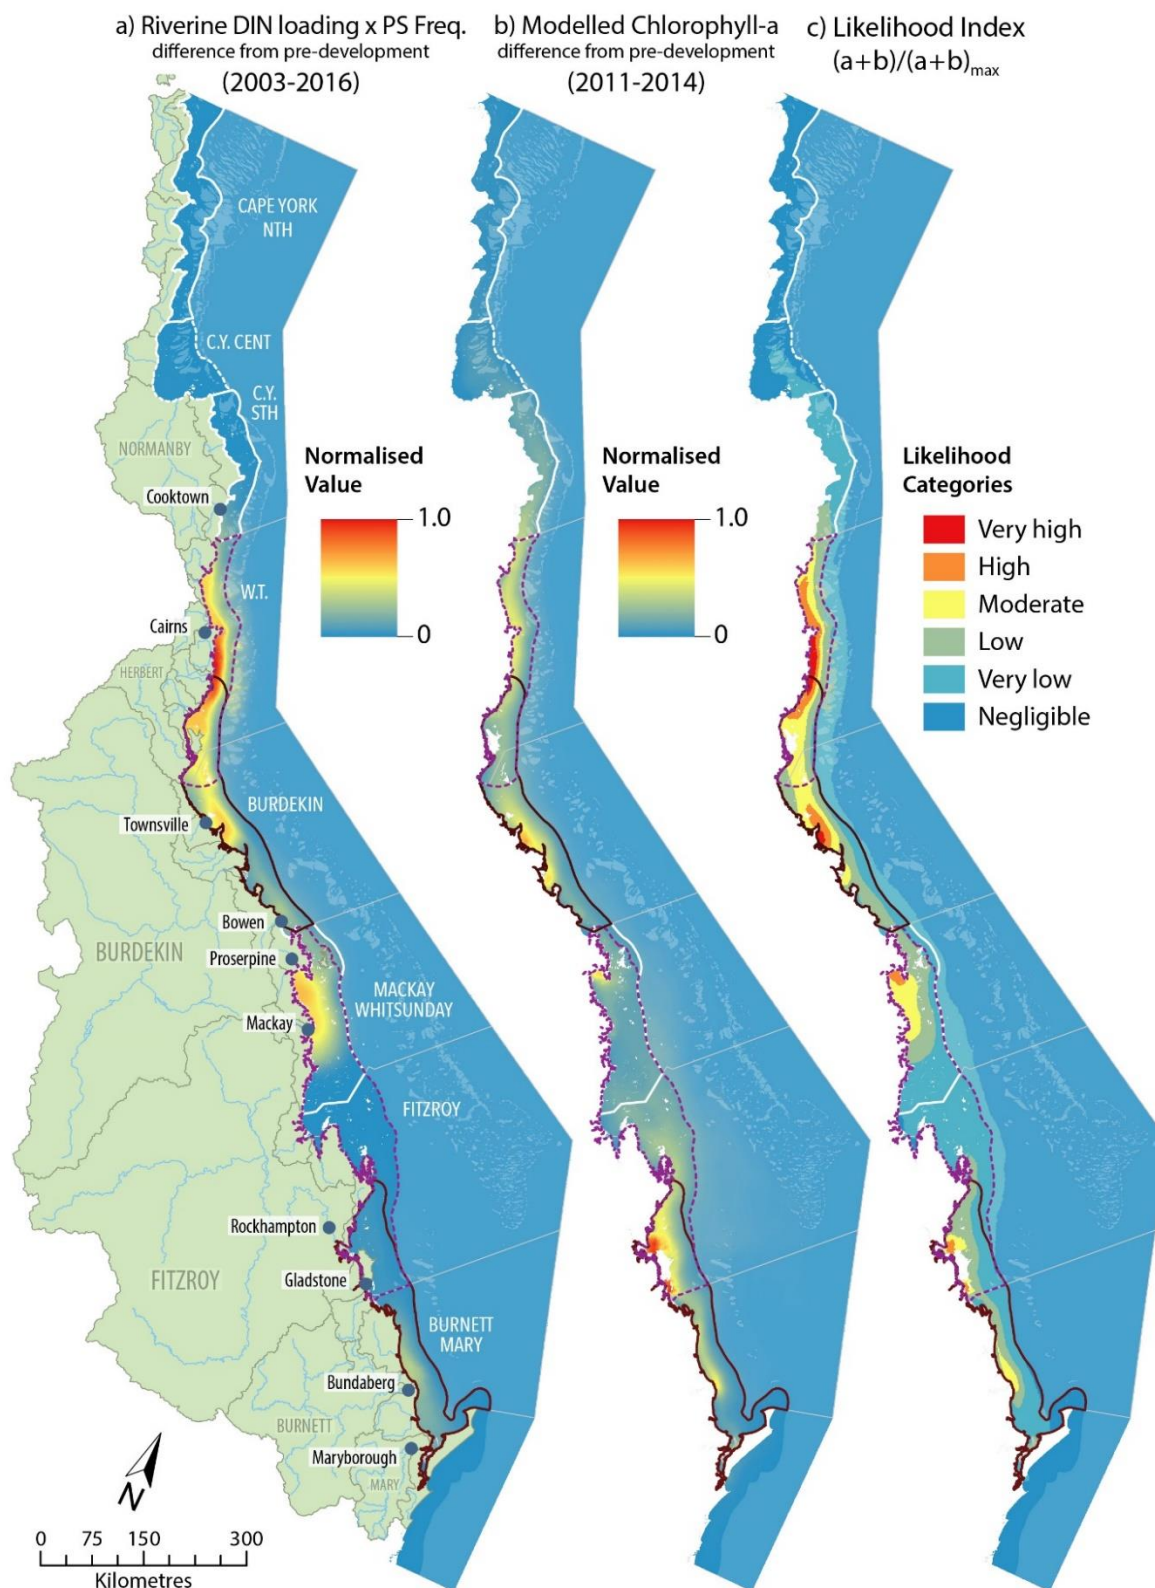 a) Riverine DIN loading x PS Freq.
difference from pre-development
(2003-2016)
b) Modelled Chlorophyll-a
difference from pre-development
(2011-2014)
c) Likelihood Index
(a+b)/(a+b)max
CAPE YORK
NTH
C.Y. CENT
C.Y.
STH
NORMANBY
Cooktown
W.T.
Cairns
HERBERT
BURDEKIN
Townsville
Bowen
BURDEKIN
Proserpine
MACKAY
WHITSUNDAY
Mackay
FITZROY
Rockhampton
FITZROY
Gladstone
BURNETT
MARY
Bundaberg
BURNETT
Maryborough
MARY
N
0 75 150 300
Kilometres
Normalised
Value
1.0
0
Normalised
Value
1.0
0
Likelihood
Categories
Very high
High
Moderate
Low
Very low
Negligible